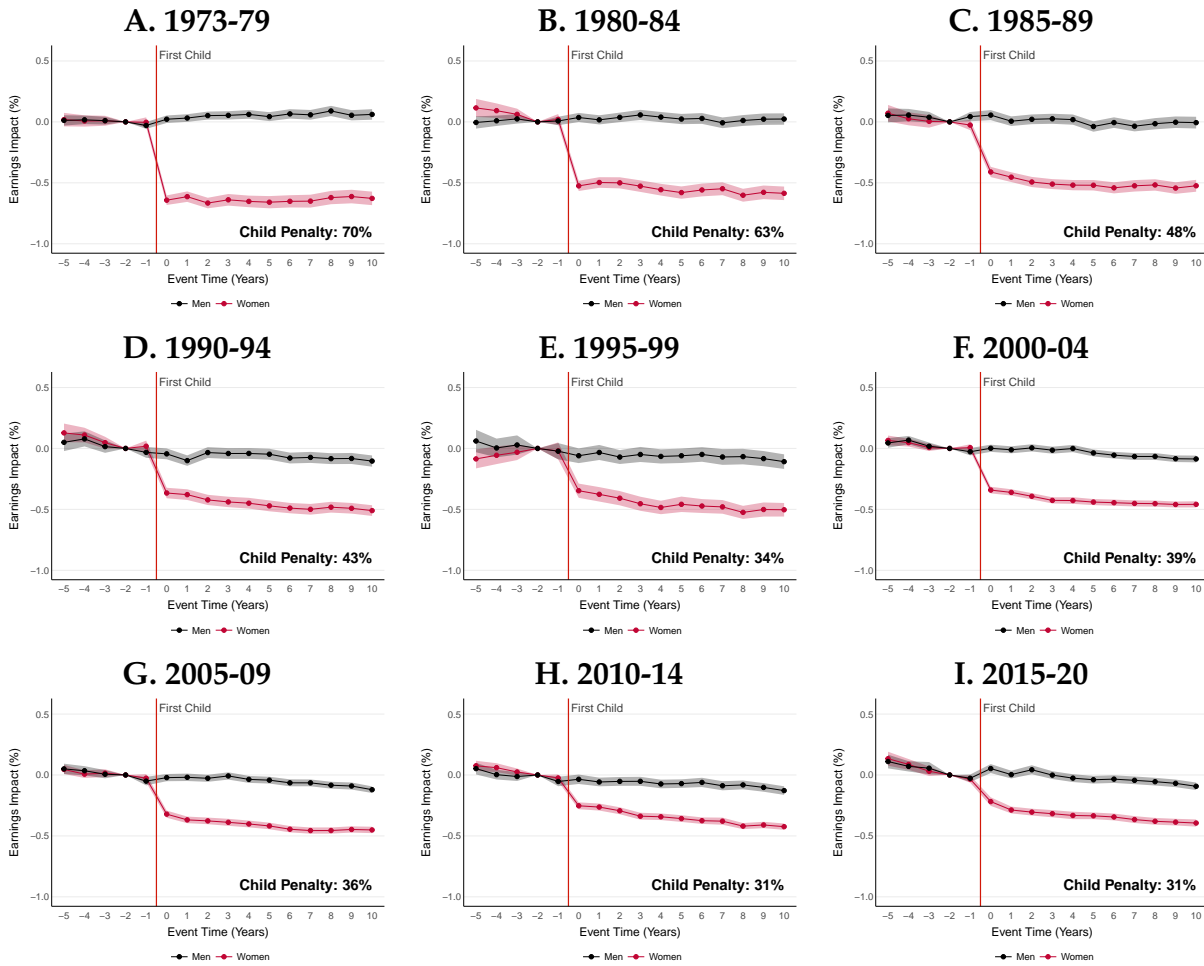 A. 1973-79
First Child
Earnings Impact (%)
0.5
0.0
−0.5
−1.0
Child Penalty: 70%
−5 −4 −3 −2 −1 0 1 2 3 4 5 6 7 8 9 10
Event Time (Years)
Men Women
B. 1980-84
First Child
Earnings Impact (%)
0.5
0.0
−0.5
−1.0
Child Penalty: 63%
−5 −4 −3 −2 −1 0 1 2 3 4 5 6 7 8 9 10
Event Time (Years)
Men Women
C. 1985-89
First Child
Earnings Impact (%)
0.5
0.0
−0.5
−1.0
Child Penalty: 48%
−5 −4 −3 −2 −1 0 1 2 3 4 5 6 7 8 9 10
Event Time (Years)
Men Women
D. 1990-94
First Child
Earnings Impact (%)
0.5
0.0
−0.5
−1.0
Child Penalty: 43%
−5 −4 −3 −2 −1 0 1 2 3 4 5 6 7 8 9 10
Event Time (Years)
Men Women
E. 1995-99
First Child
Earnings Impact (%)
0.5
0.0
−0.5
−1.0
Child Penalty: 34%
−5 −4 −3 −2 −1 0 1 2 3 4 5 6 7 8 9 10
Event Time (Years)
Men Women
F. 2000-04
First Child
Earnings Impact (%)
0.5
0.0
−0.5
−1.0
Child Penalty: 39%
−5 −4 −3 −2 −1 0 1 2 3 4 5 6 7 8 9 10
Event Time (Years)
Men Women
G. 2005-09
First Child
Earnings Impact (%)
0.5
0.0
−0.5
−1.0
Child Penalty: 36%
−5 −4 −3 −2 −1 0 1 2 3 4 5 6 7 8 9 10
Event Time (Years)
Men Women
H. 2010-14
First Child
Earnings Impact (%)
0.5
0.0
−0.5
−1.0
Child Penalty: 31%
−5 −4 −3 −2 −1 0 1 2 3 4 5 6 7 8 9 10
Event Time (Years)
Men Women
I. 2015-20
First Child
Earnings Impact (%)
0.5
0.0
−0.5
−1.0
Child Penalty: 31%
−5 −4 −3 −2 −1 0 1 2 3 4 5 6 7 8 9 10
Event Time (Years)
Men Women